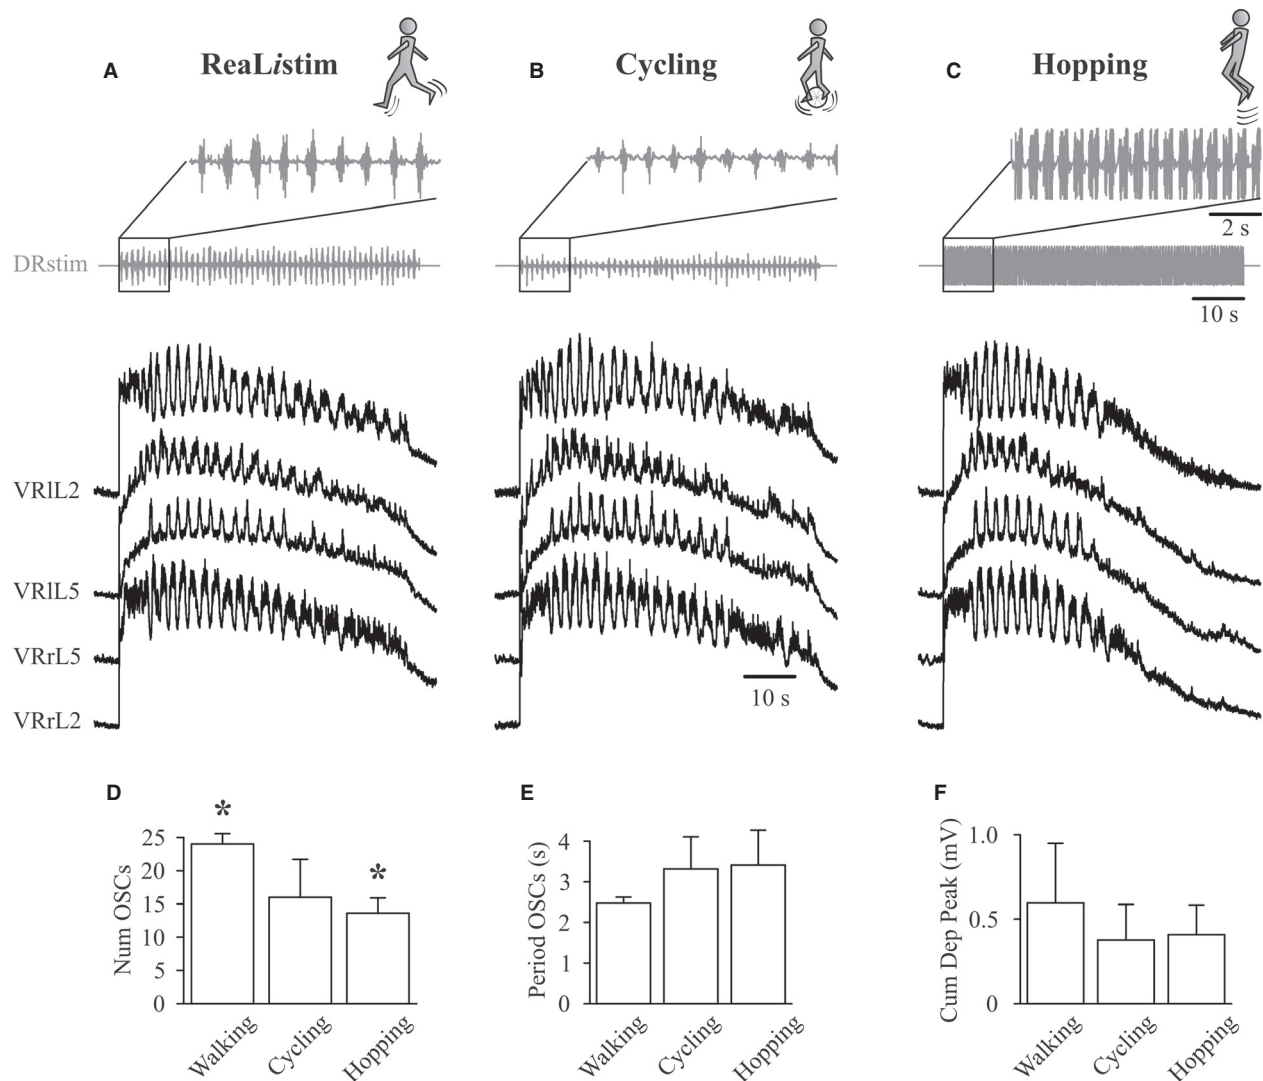 A ReaListim B Cycling C Hopping
2 s
DRstim
10 s
VRlL2
VRlL5
VRrL5
10 s
VRrL2
D E F
*
*
Num OSCs
25
20
15
10
5
0
Walking
Cycling
Hopping
Period OSCs (s)
4
3
2
1
0
Walking
Cycling
Hopping
Cum Dep Peak (mV)
1.0
0.5
0
Walking
Cycling
Hopping